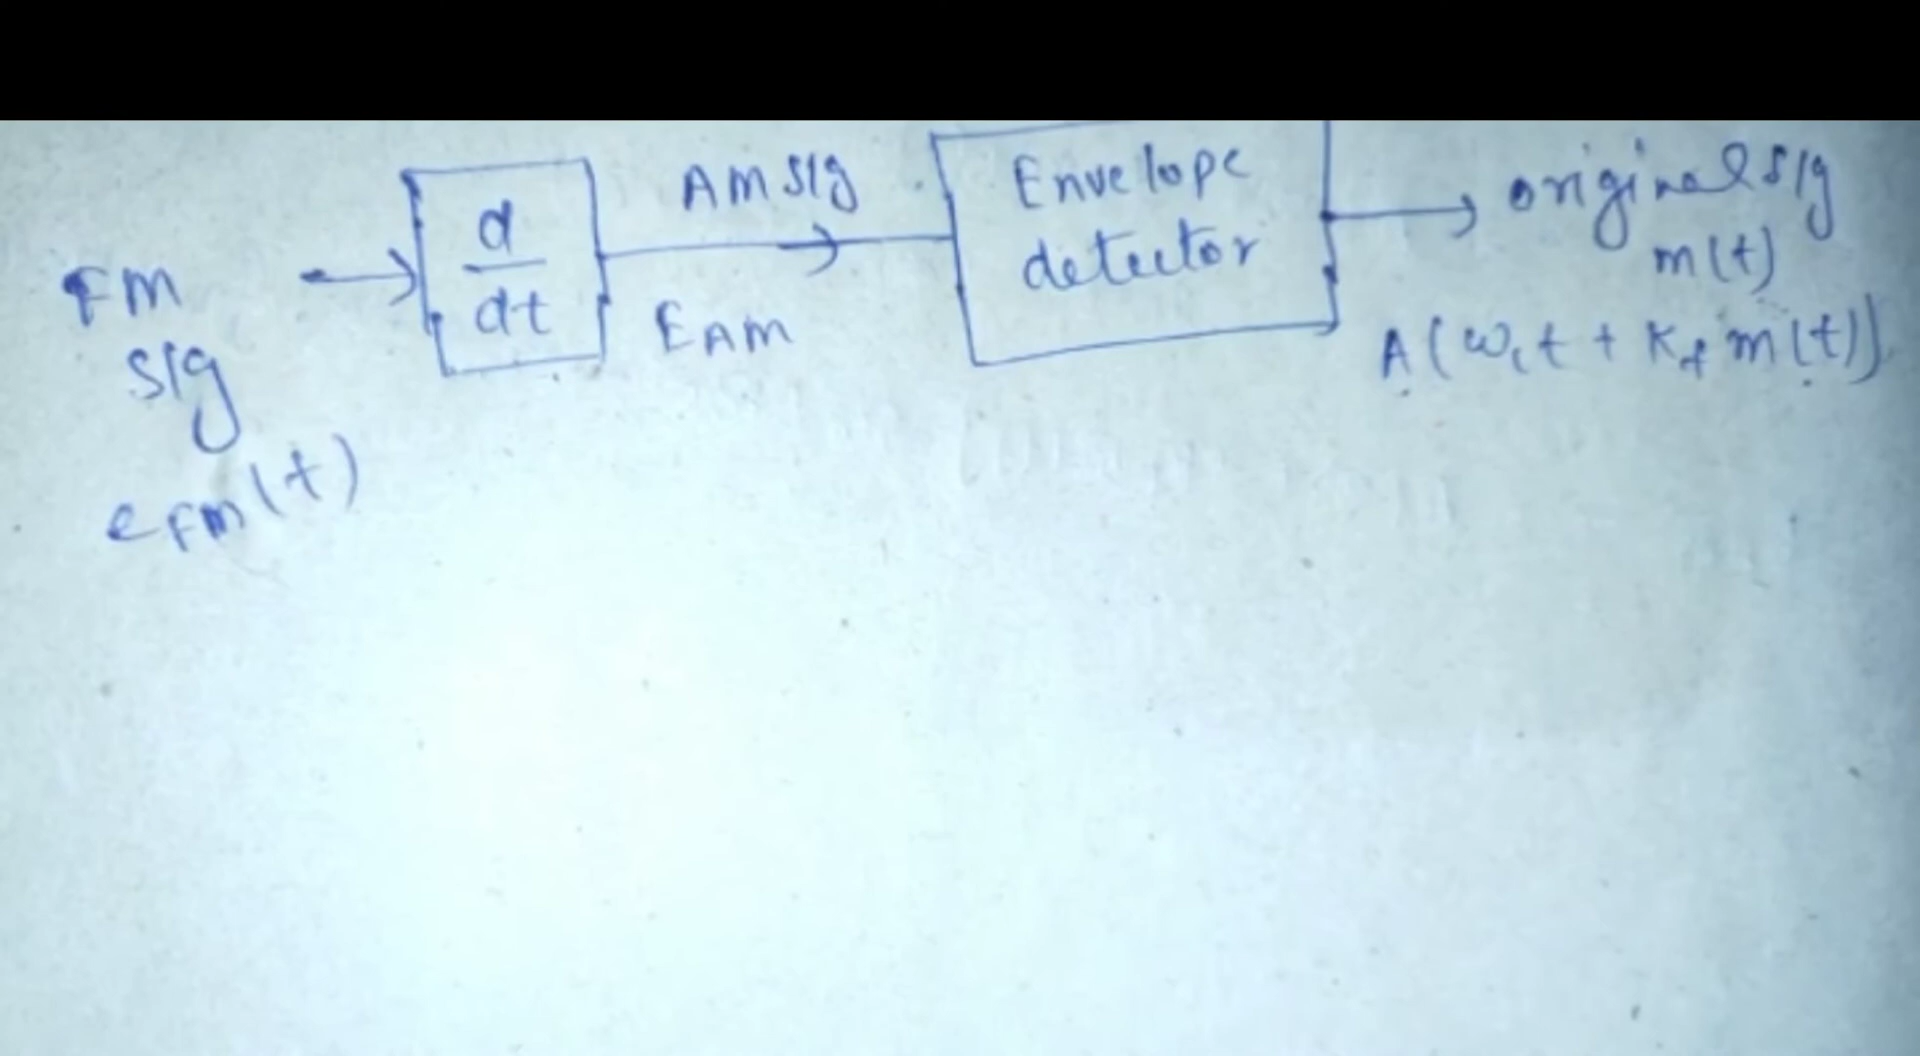 FM
sig
eFM(t)
d
dt
AM sig
EAM
Envelope
detector
original sig
m(t)
A(ωct + Kf m(t))